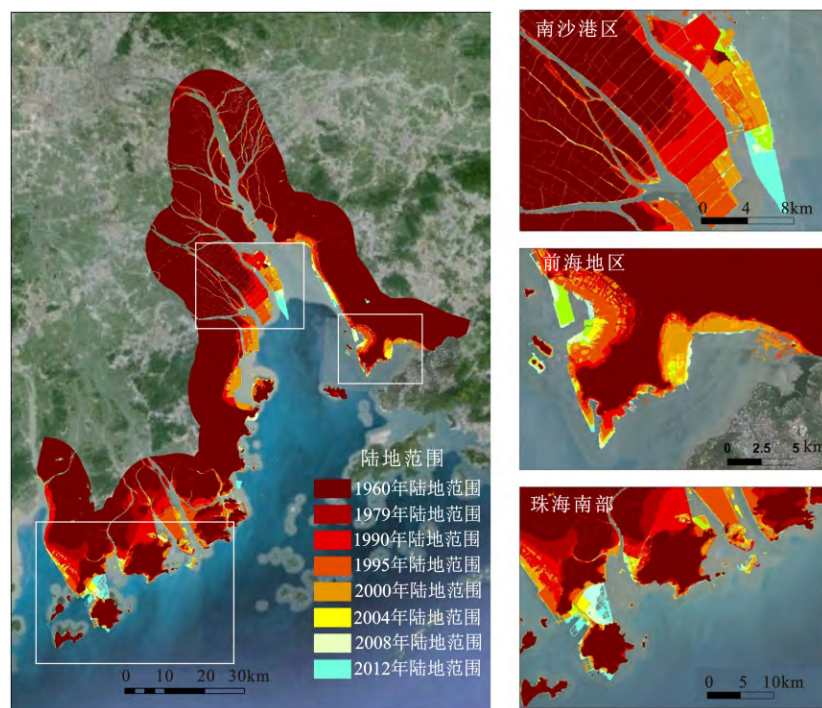 南沙港区
0 4 8km
前海地区
0 2.5 5 km
陆地范围
1960年陆地范围
1979年陆地范围
1990年陆地范围
1995年陆地范围
2000年陆地范围
2004年陆地范围
2008年陆地范围
2012年陆地范围
0 10 20 30km
珠海南部
0 5 10km